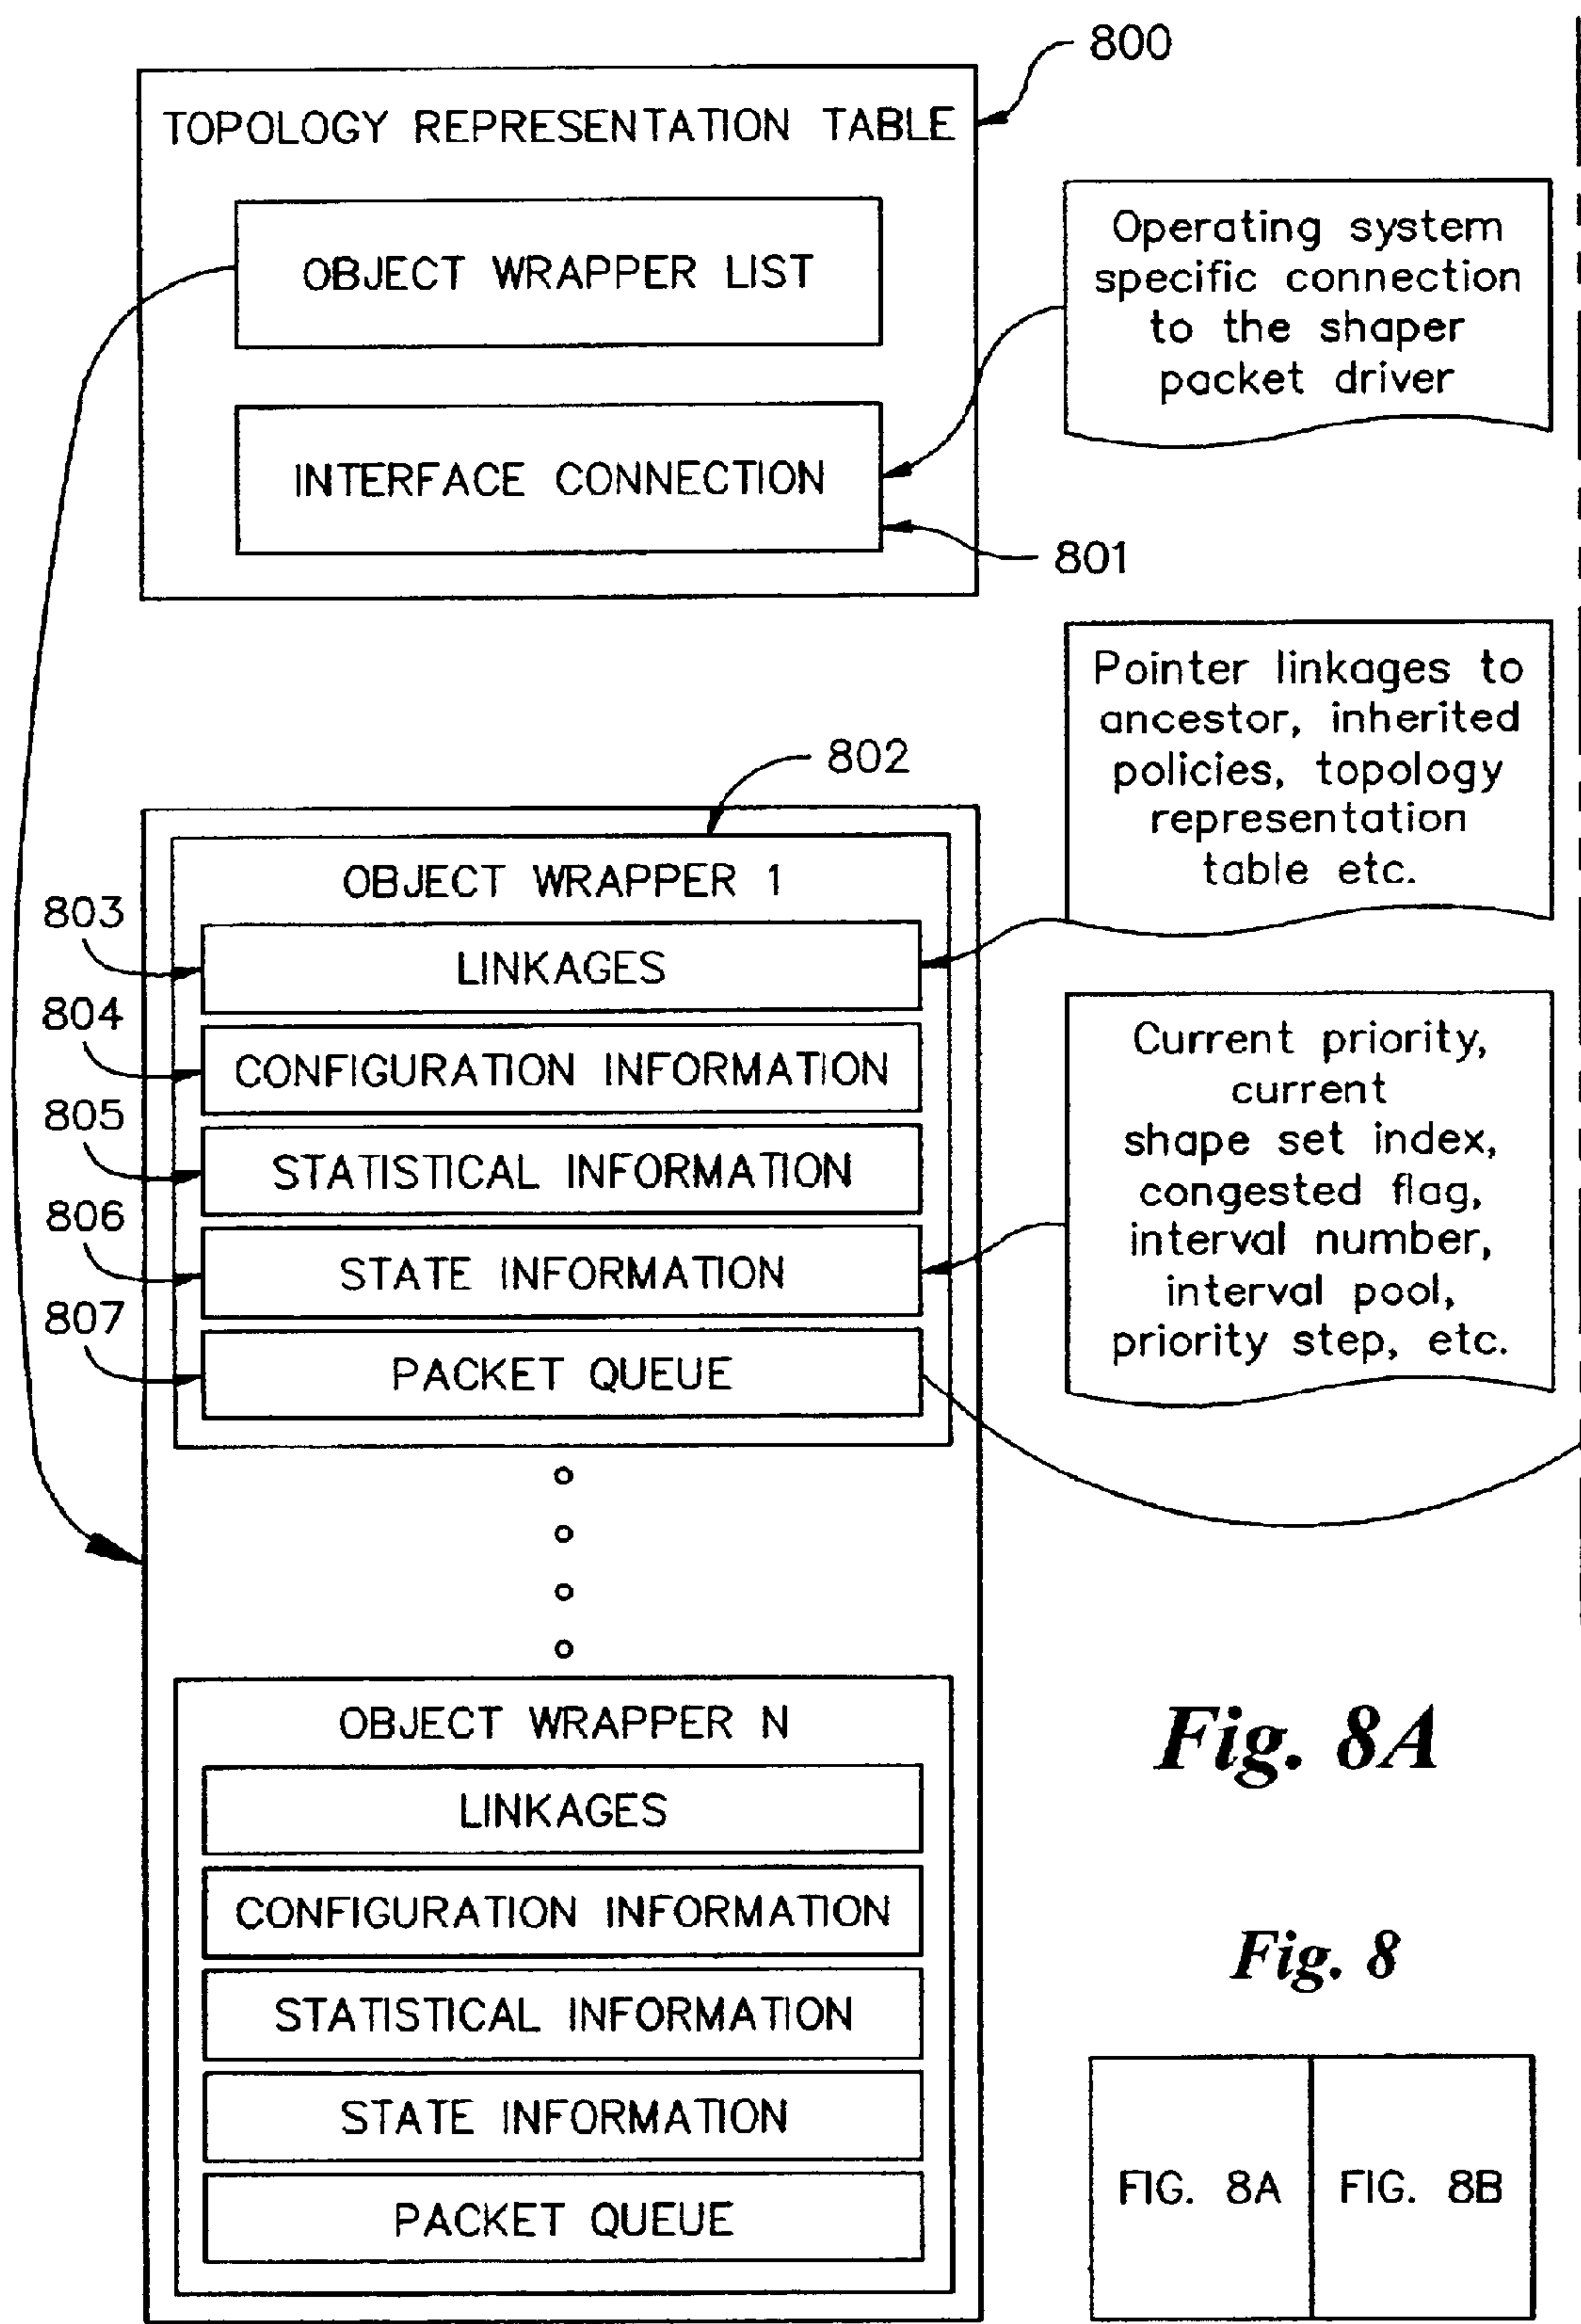 800
TOPOLOGY REPRESENTATION TABLE
OBJECT WRAPPER LIST
INTERFACE CONNECTION
801
Operating system
specific connection
to the shaper
packet driver
Pointer linkages to
ancestor, inherited
policies, topology
representation
table etc.
802
OBJECT WRAPPER 1
803
LINKAGES
804
CONFIGURATION INFORMATION
805
STATISTICAL INFORMATION
806
STATE INFORMATION
807
PACKET QUEUE
Current priority,
current
shape set index,
congested flag,
interval number,
interval pool,
priority step, etc.
OBJECT WRAPPER N
LINKAGES
CONFIGURATION INFORMATION
STATISTICAL INFORMATION
STATE INFORMATION
PACKET QUEUE
Fig. 8A
Fig. 8
FIG. 8A
FIG. 8B